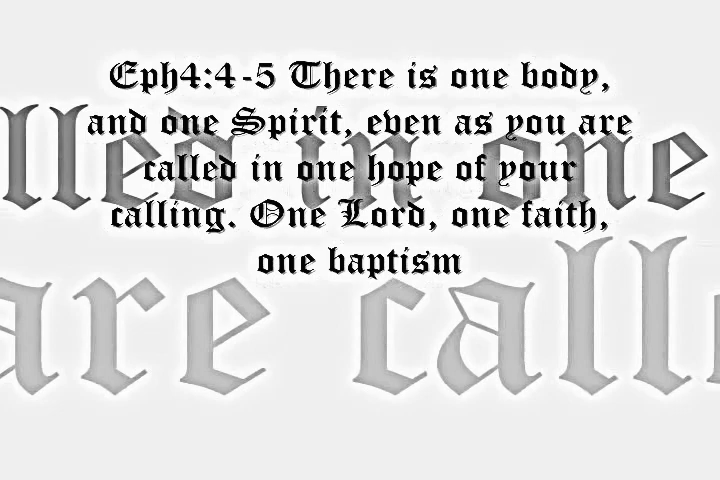 Eph4:4-5 There is one body,
and one Spirit, even as you are
called in one hope of your
calling. One Lord, one faith,
one baptism
lled in one
are calle